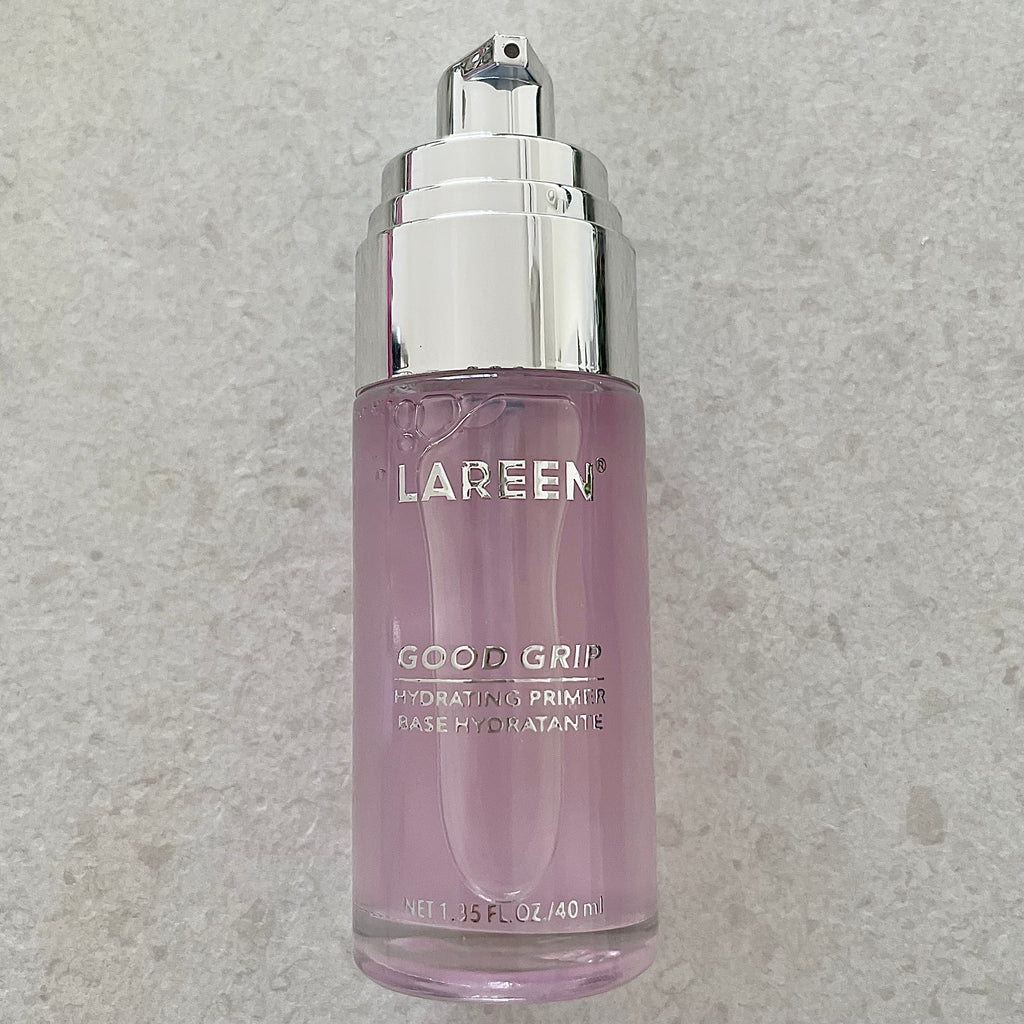 LAREEN®
GOOD GRIP
HYDRATING PRIMER
BASE HYDRATANTE
NET 1.35 FL.OZ./40 ml